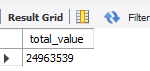 Result Grid Filter
total_value
24963539